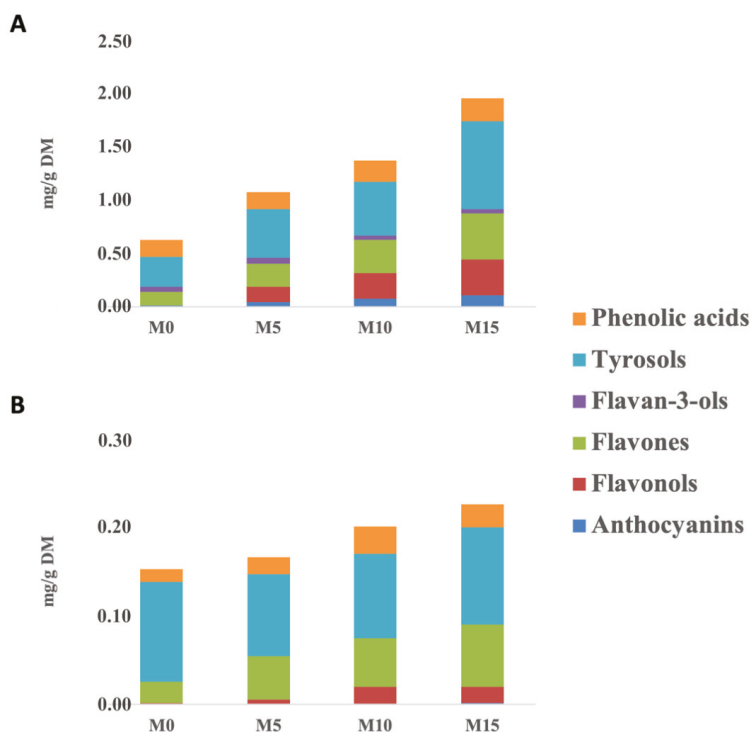 A
2.50
2.00
1.50
1.00
0.50
0.00
mg/g DM
M0 M5 M10 M15
Phenolic acids
Tyrosols
Flavan-3-ols
Flavones
Flavonols
Anthocyanins
B
0.30
0.20
0.10
0.00
mg/g DM
M0 M5 M10 M15